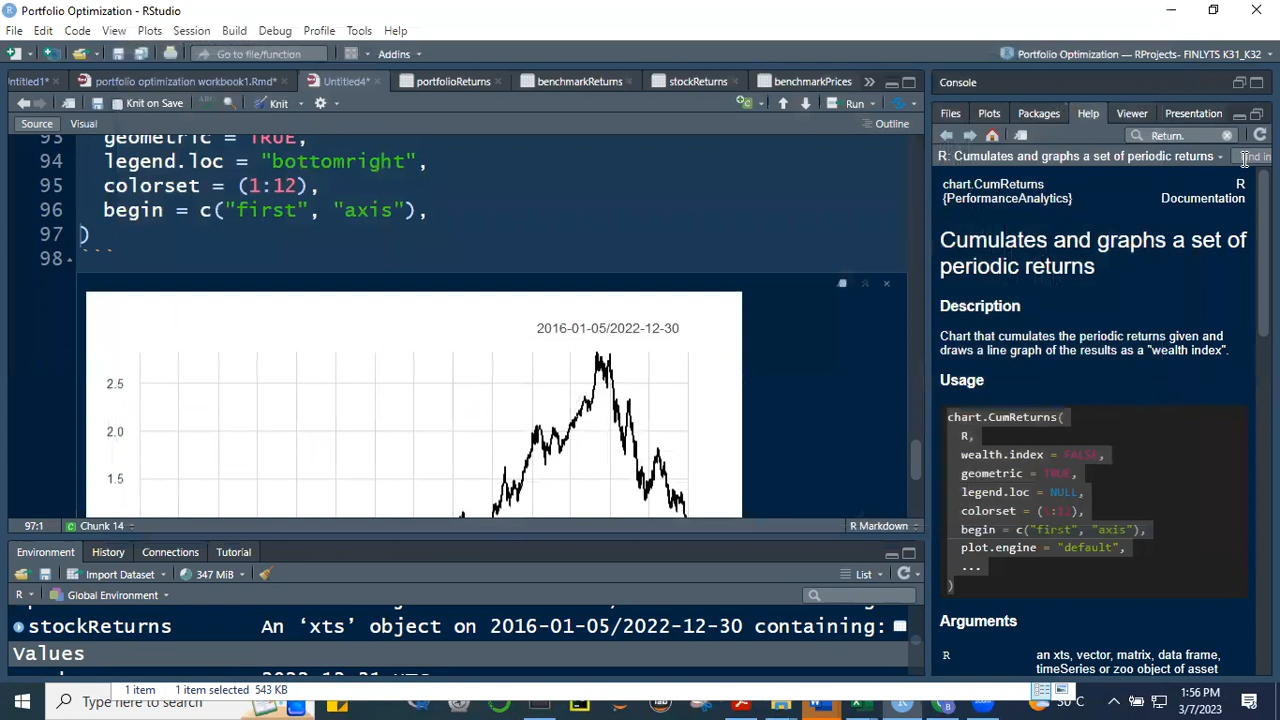 Portfolio Optimization - RStudio
File Edit Code View Plots Session Build Debug Profile Tools Help
Go to file/function Addins Portfolio Optimization — RProjects- FINLYTS K31_K32
Untitled1* portfolio optimization workbook1.Rmd* Untitled4* portfolioReturns benchmarkReturns stockReturns benchmarkPrices
Knit on Save Knit Run
Source Visual Outline
93 geometric = TRUE,
94 legend.loc = "bottomright",
95 colorset = (1:12),
96 begin = c("first", "axis"),
97 )
98 ```
2016-01-05/2022-12-30
2.5
2.0
1.5
97:1 Chunk 14 R Markdown
Environment History Connections Tutorial
Import Dataset 347 MiB List
R Global Environment
stockReturns An ‘xts’ object on 2016-01-05/2022-12-30 containing:
Values
Console
Files Plots Packages Help Viewer Presentation
Return.
R: Cumulates and graphs a set of periodic returns
chart.CumReturns {PerformanceAnalytics} R Documentation
Cumulates and graphs a set of
periodic returns
Description
Chart that cumulates the periodic returns given and
draws a line graph of the results as a "wealth index".
Usage
chart.CumReturns(
R,
wealth.index = FALSE,
geometric = TRUE,
legend.loc = NULL,
colorset = (1:12),
begin = c("first", "axis"),
plot.engine = "default",
...
)
Arguments
R an xts, vector, matrix, data frame,
timeSeries or zoo object of asset
1 item 1 item selected 543 KB
Type here to search 30° 1:56 PM
3/7/2023